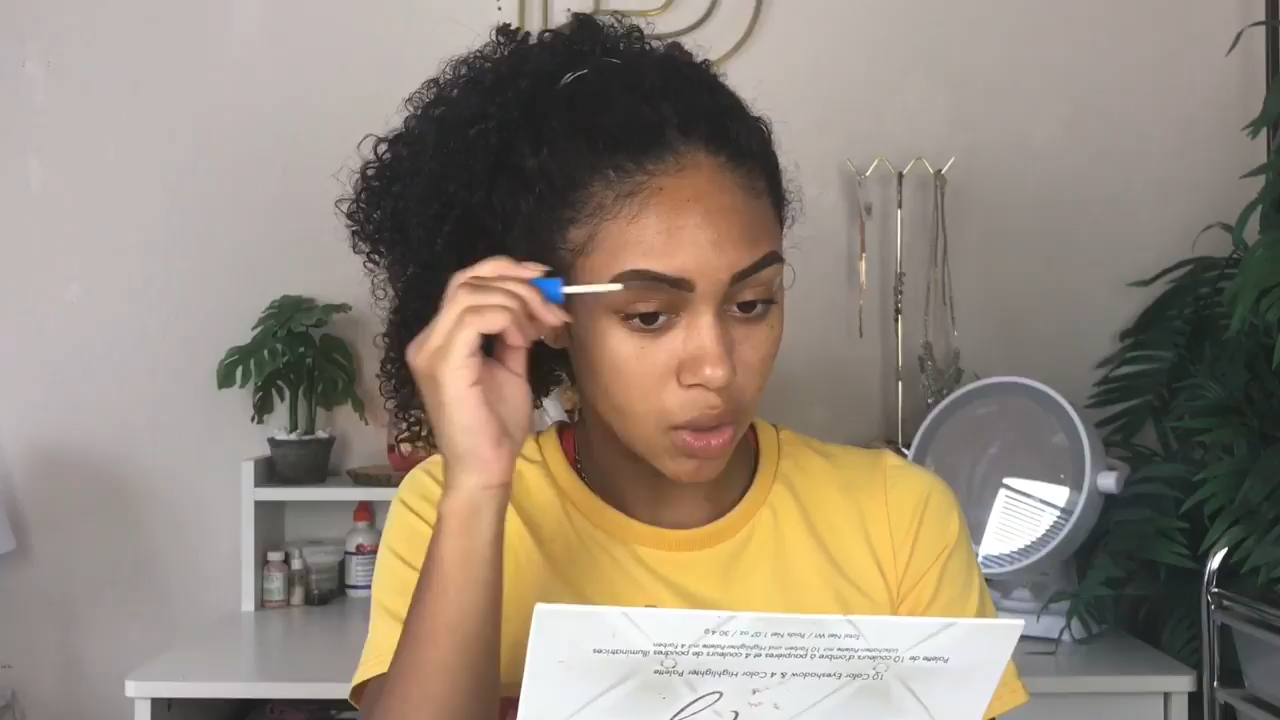 10 Color Eyeshadow & 4 Color Highlighter Palette
Palette de 10 couleurs d'ombre à paupières et 4 couleurs de poudres illuminatrices
Lidschatten Palette mit 10 Farben und Highlighter Palette mit 4 Farben
Total Net Wt / Poids Net 1.07 oz / 30.4 g